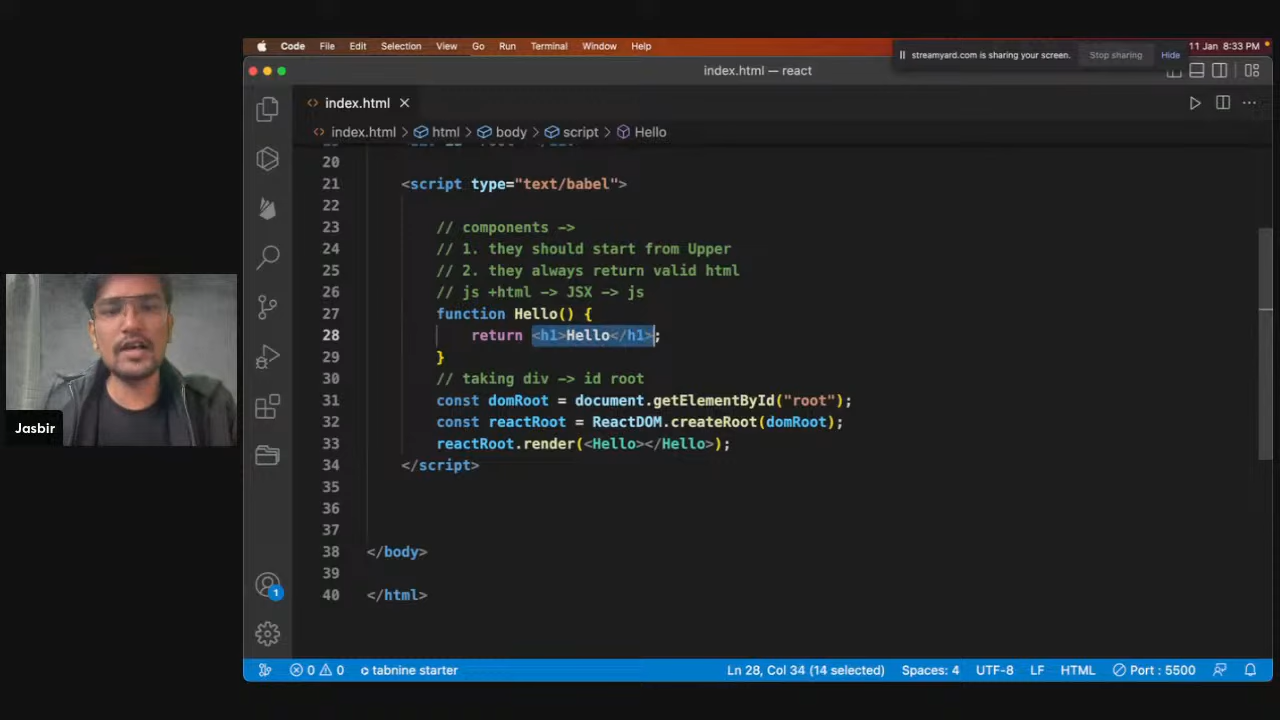 Code File Edit Selection View Go Run Terminal Window Help
streamyard.com is sharing your screen. Stop sharing Hide
11 Jan 8:33 PM
index.html — react
<> index.html ×
<> index.html > html > body > script > Hello
20
21 <script type="text/babel">
22
23 // components ->
24 // 1. they should start from Upper
25 // 2. they always return valid html
26 // js +html -> JSX -> js
27 function Hello() {
28 return <h1>Hello</h1>;
29 }
30 // taking div -> id root
31 const domRoot = document.getElementById("root");
32 const reactRoot = ReactDOM.createRoot(domRoot);
33 reactRoot.render(<Hello></Hello>);
34 </script>
35
36
37
38 </body>
39
40 </html>
Jasbir
1
0 0 tabnine starter Ln 28, Col 34 (14 selected) Spaces: 4 UTF-8 LF HTML Port : 5500